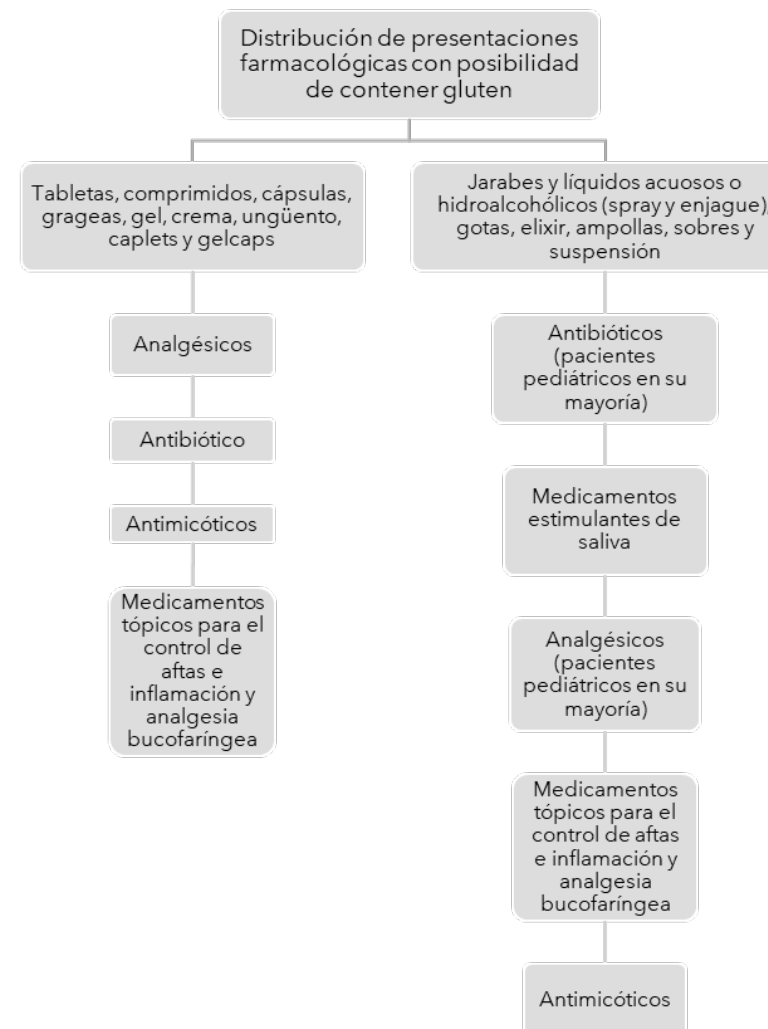 Distribución de presentaciones
farmacológicas con posibilidad
de contener gluten
Tabletas, comprimidos, cápsulas,
grageas, gel, crema, ungüento,
caplets y gelcaps
Analgésicos
Antibiótico
Antimicóticos
Medicamentos
tópicos para el
control de
aftas e
inflamación y
analgesia
bucofaríngea
Jarabes y líquidos acuosos o
hidroalcohólicos (spray y enjague),
gotas, elixir, ampollas, sobres y
suspensión
Antibióticos
(pacientes
pediátricos en su
mayoría)
Medicamentos
estimulantes de
saliva
Analgésicos
(pacientes
pediátricos en su
mayoría)
Medicamentos
tópicos para el
control de aftas
e inflamación y
analgesia
bucofaríngea
Antimicóticos